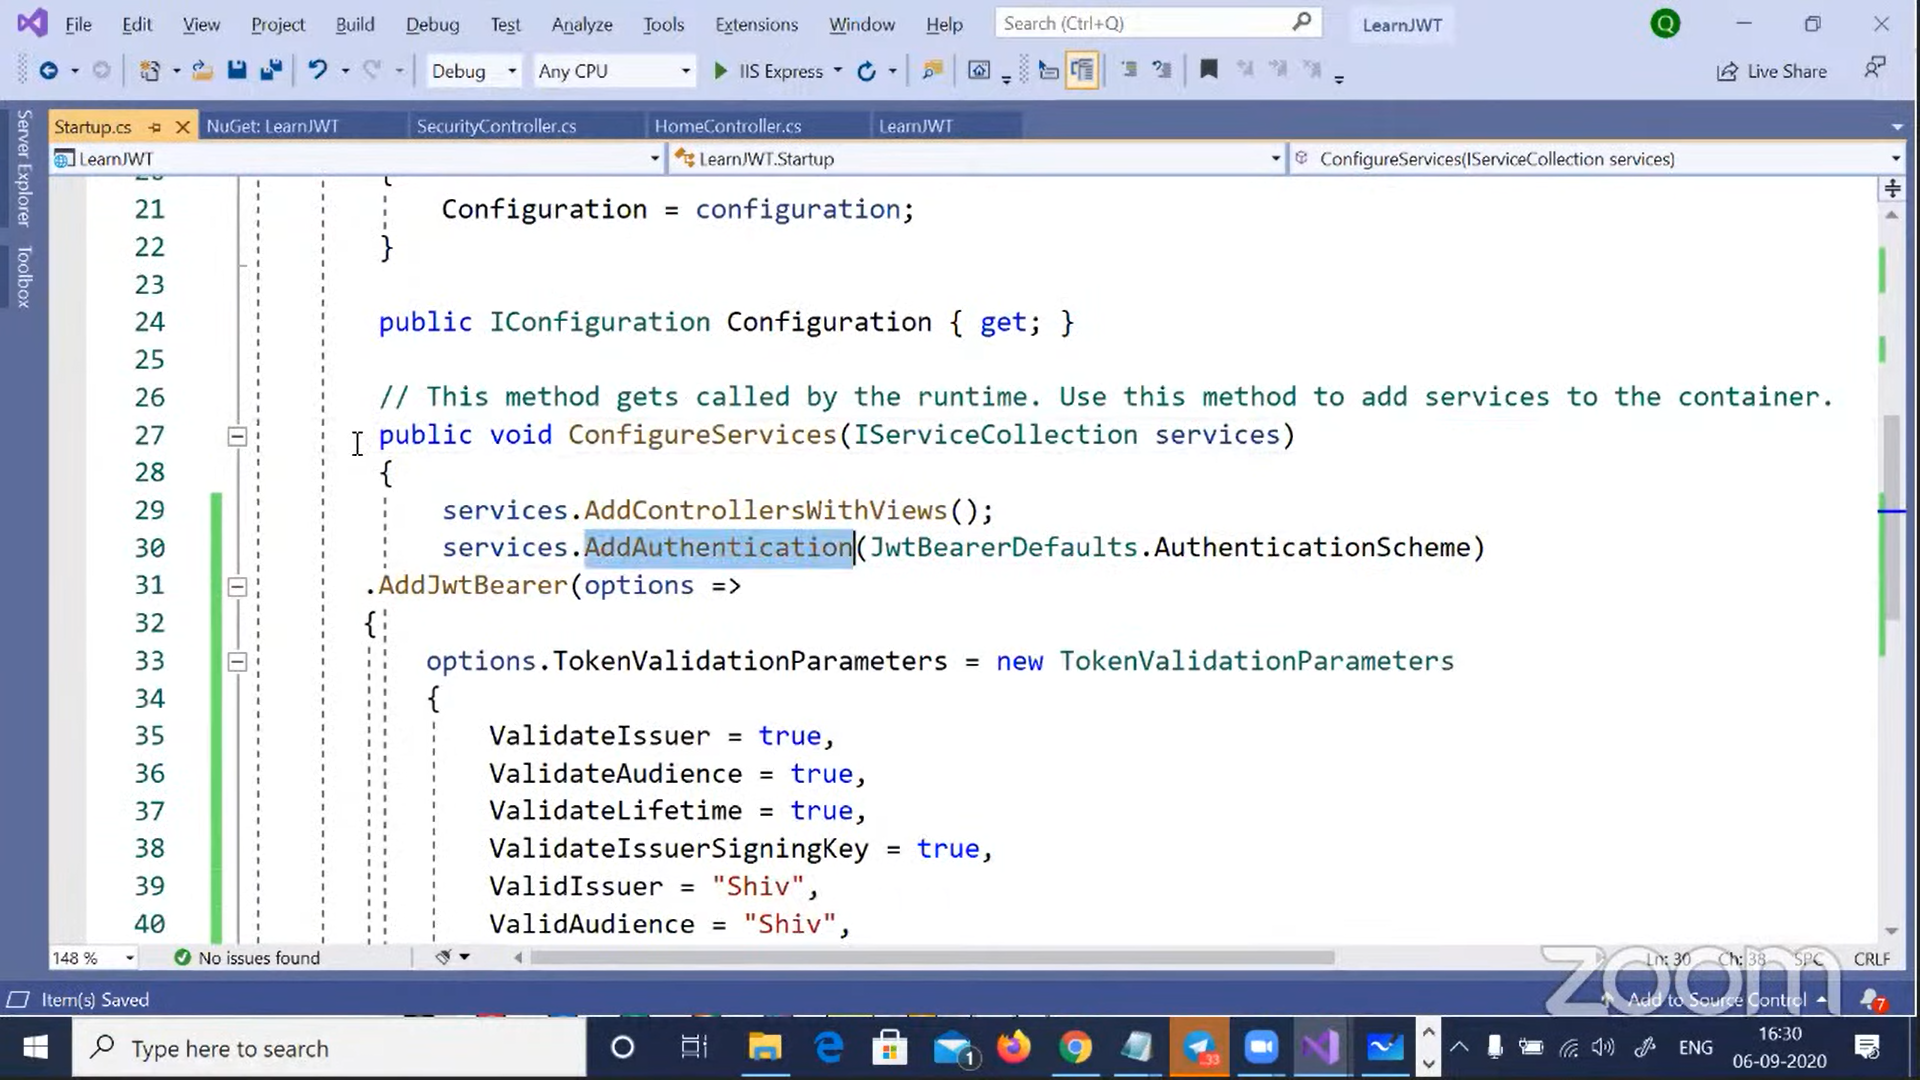 File Edit View Project Build Debug Test Analyze Tools Extensions Window Help Search (Ctrl+Q) LearnJWT Q
Debug Any CPU IIS Express Live Share
Startup.cs NuGet: LearnJWT SecurityController.cs HomeController.cs LearnJWT
LearnJWT LearnJWT.Startup ConfigureServices(IServiceCollection services)
Server Explorer
Toolbox
20 {
21 Configuration = configuration;
22 }
23
24 public IConfiguration Configuration { get; }
25
26 // This method gets called by the runtime. Use this method to add services to the container.
27 public void ConfigureServices(IServiceCollection services)
28 {
29 services.AddControllersWithViews();
30 services.AddAuthentication(JwtBearerDefaults.AuthenticationScheme)
31 .AddJwtBearer(options =>
32 {
33 options.TokenValidationParameters = new TokenValidationParameters
34 {
35 ValidateIssuer = true,
36 ValidateAudience = true,
37 ValidateLifetime = true,
38 ValidateIssuerSigningKey = true,
39 ValidIssuer = "Shiv",
40 ValidAudience = "Shiv",
148 % No issues found Ln: 30 Ch: 38 SPC CRLF
zoom
Item(s) Saved Add to Source Control 7
Type here to search 1 33 ENG 16:30
06-09-2020